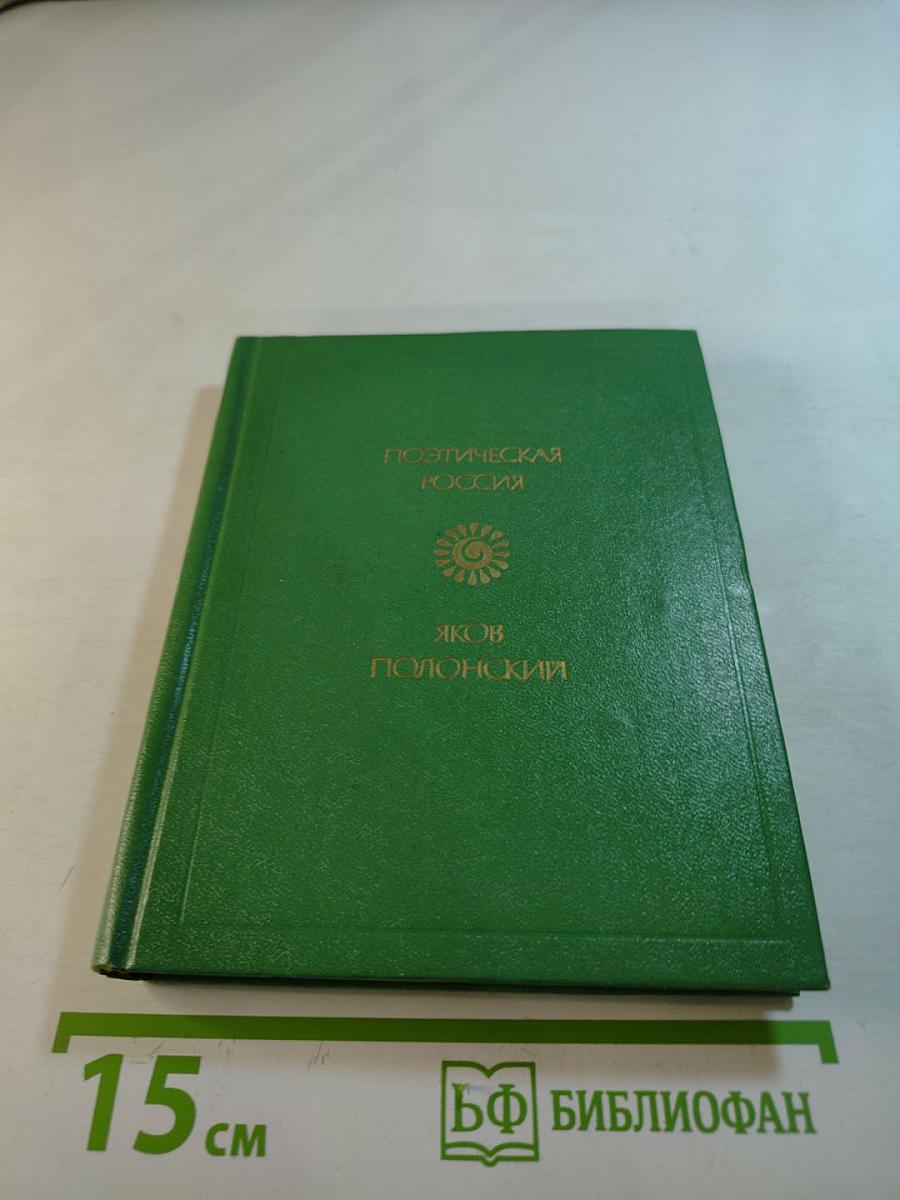 ПОЭТИЧЕСКАЯ
РОССИЯ
ЯКОВ
ПОЛОНСКИЙ
15 см
БФ БИБЛИОФАН